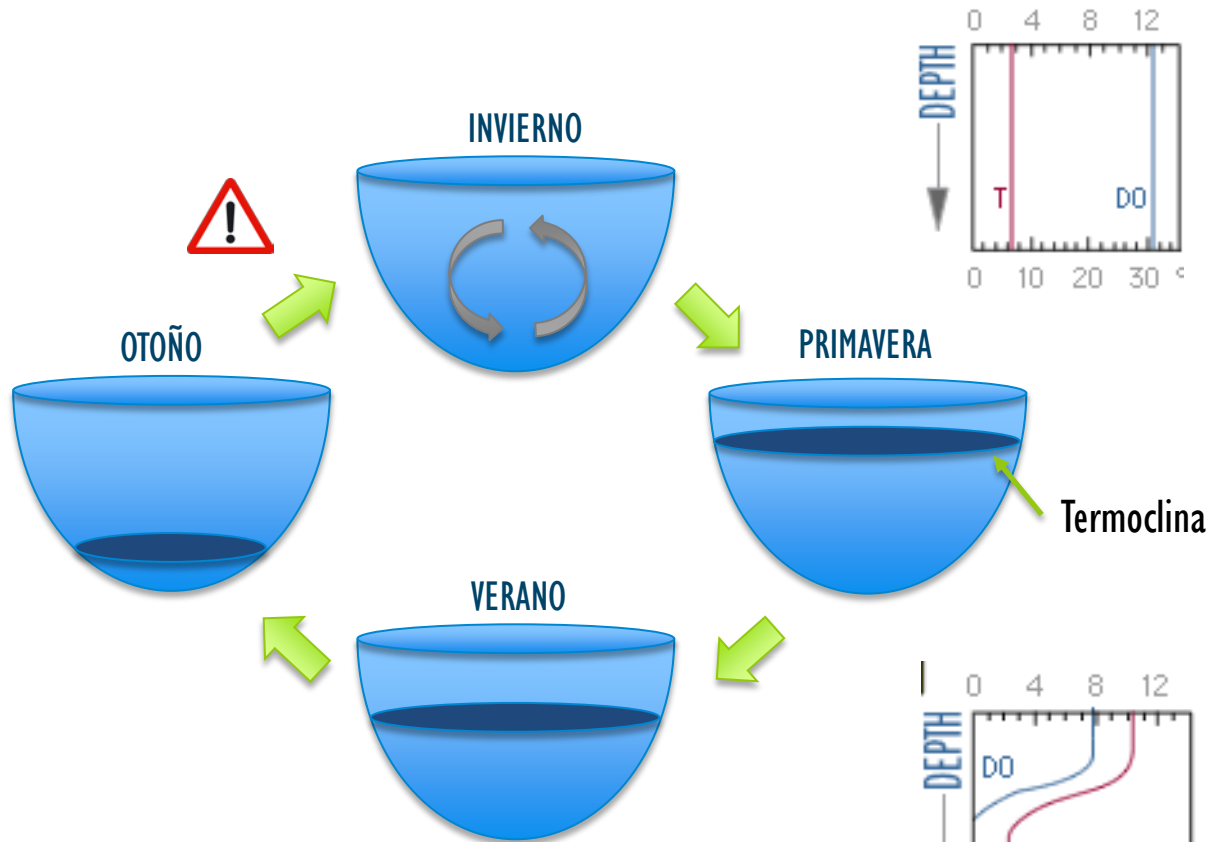 0 4 8 12
DEPTH
T
DO
0 10 20 30
INVIERNO
!
OTOÑO
PRIMAVERA
Termoclina
VERANO
0 4 8 12
DEPTH
DO